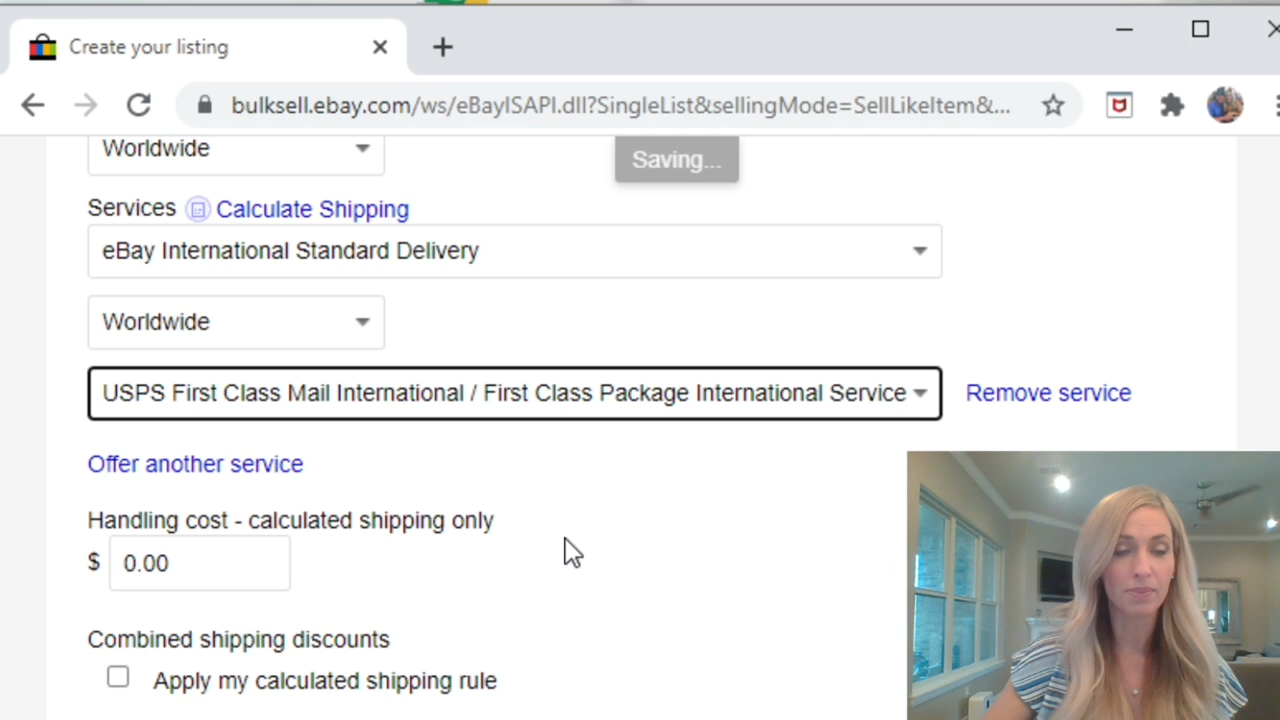 Create your listing
bulksell.ebay.com/ws/eBayISAPI.dll?SingleList&sellingMode=SellLikeItem&...
Worldwide
Saving...
Services Calculate Shipping
eBay International Standard Delivery
Worldwide
USPS First Class Mail International / First Class Package International Service
Remove service
Offer another service
Handling cost - calculated shipping only
$ 0.00
Combined shipping discounts
Apply my calculated shipping rule